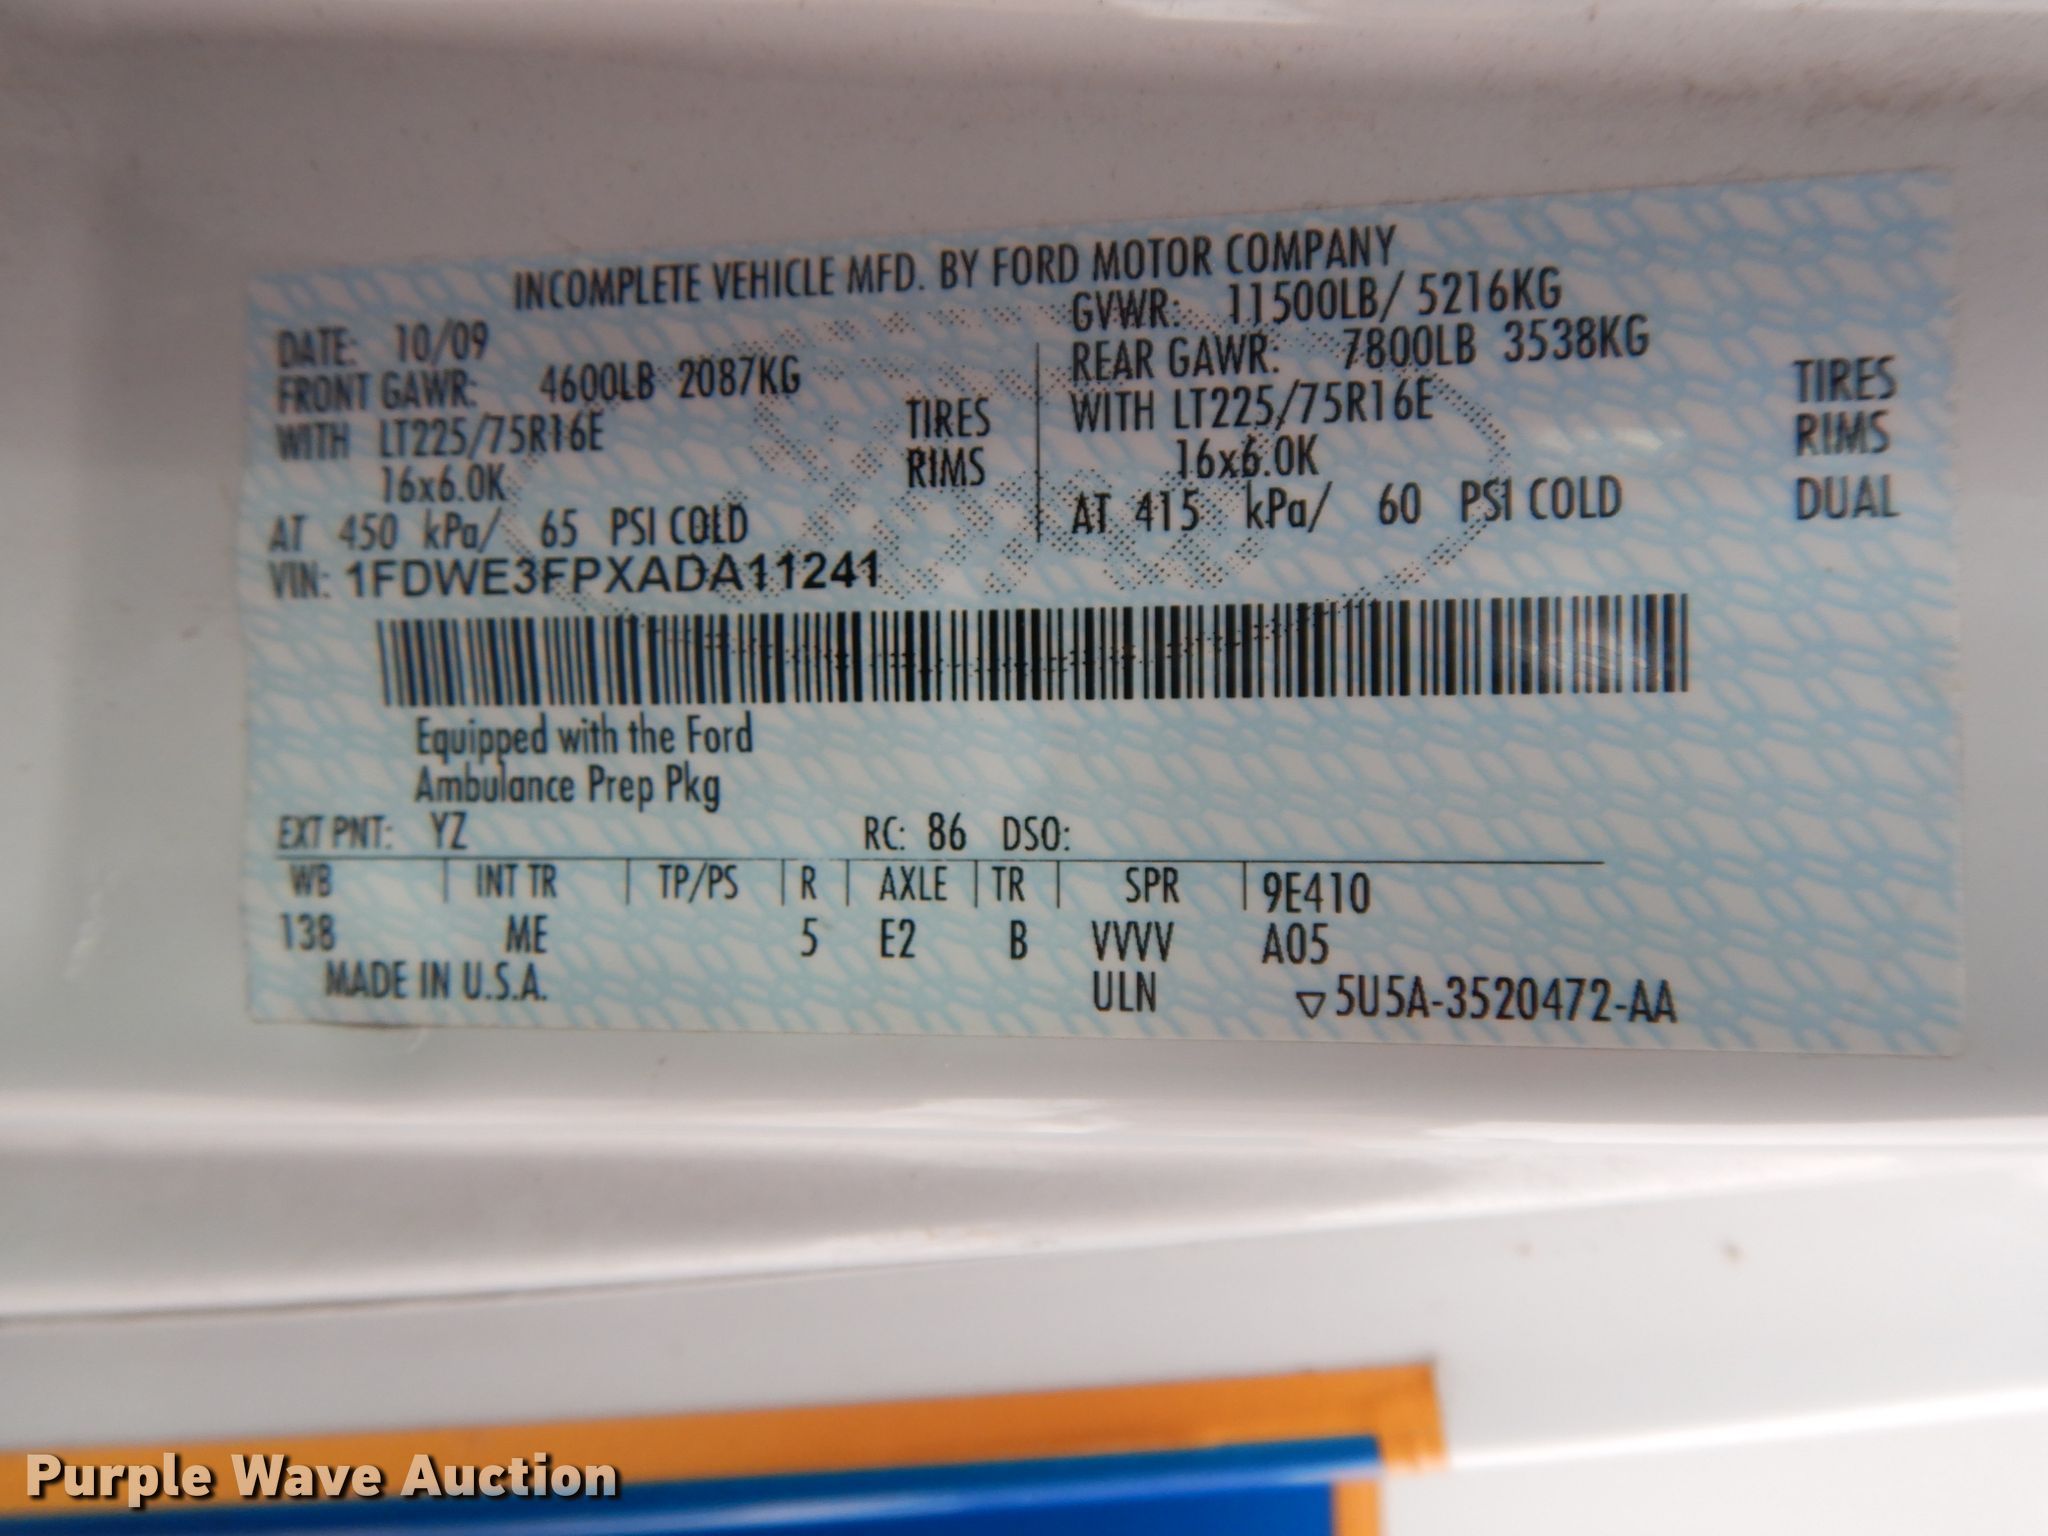 INCOMPLETE VEHICLE MFD. BY FORD MOTOR COMPANY
DATE: 10/09 GVWR: 11500LB/ 5216KG
FRONT GAWR: 4600LB 2087KG REAR GAWR: 7800LB 3538KG
WITH LT225/75R16E TIRES WITH LT225/75R16E TIRES
16x6.0K RIMS 16x6.0K RIMS
AT 450 kPa/ 65 PSI COLD AT 415 kPa/ 60 PSI COLD DUAL
VIN: 1FDWE3FPXADA11241
Equipped with the Ford
Ambulance Prep Pkg
EXT PNT: YZ RC: 86 DSO:
WB INT TR TP/PS R AXLE TR SPR 9E410
138 ME 5 E2 B VVVV A05
MADE IN U.S.A. ULN ▽5U5A-3520472-AA
Purple Wave Auction